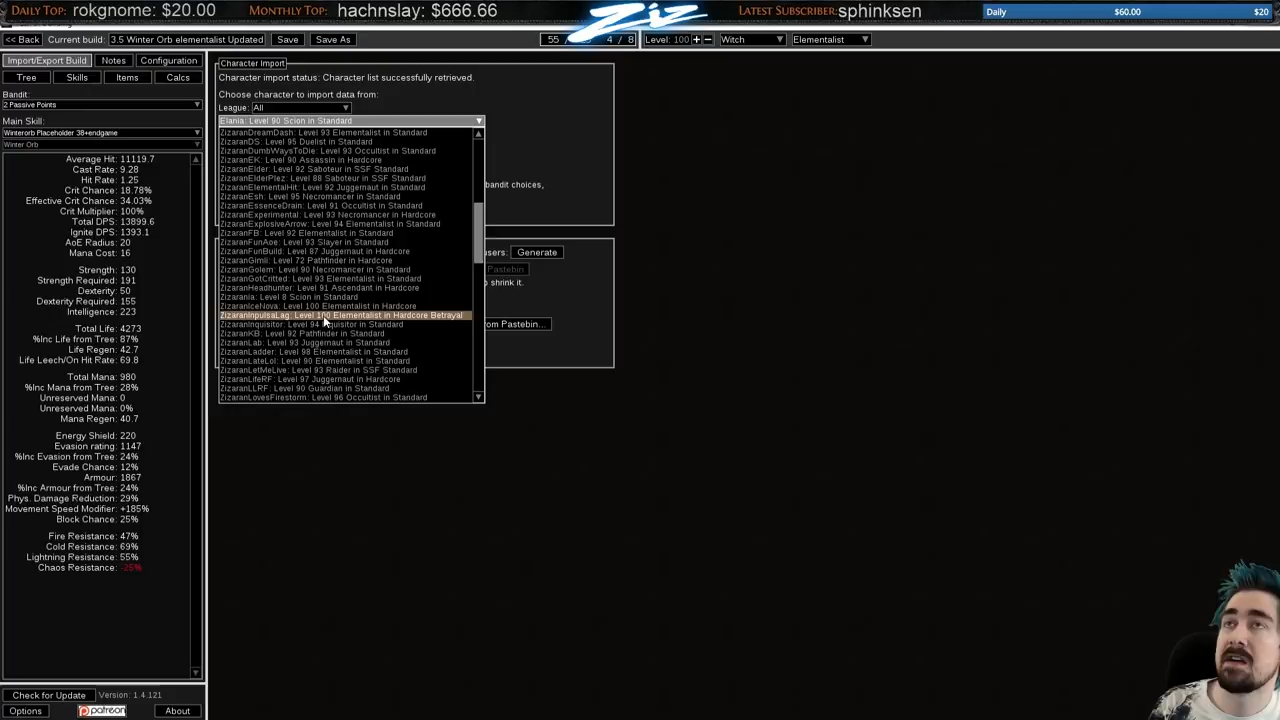 DAILY TOP: rokgnome: $20.00 MONTHLY TOP: hachnslay: $666.66 Ziz LATEST SUBSCRIBER: sphinksen Daily $60.00 $20
<< Back Current build: 3.5 Winter Orb elementalist Updated Save Save As 55 / 4 / 8 Level: 100 + − Witch Elementalist
Import/Export Build Notes Configuration
Tree Skills Items Calcs
Bandit:
2 Passive Points
Main Skill:
Winterorb Placeholder 38+endgame
Winter Orb
Average Hit: 11119.7
Cast Rate: 9.28
Hit Rate: 1.25
Crit Chance: 18.78%
Effective Crit Chance: 34.03%
Crit Multiplier: 100%
Total DPS: 13899.6
Ignite DPS: 1393.1
AoE Radius: 20
Mana Cost: 16
Strength: 130
Strength Required: 191
Dexterity: 50
Dexterity Required: 155
Intelligence: 223
Total Life: 4273
%Inc Life from Tree: 87%
Life Regen: 42.7
Life Leech/On Hit Rate: 69.8
Total Mana: 980
%Inc Mana from Tree: 28%
Unreserved Mana: 0
Unreserved Mana: 0%
Mana Regen: 40.7
Energy Shield: 220
Evasion rating: 1147
%Inc Evasion from Tree: 24%
Evade Chance: 12%
Armour: 1867
%Inc Armour from Tree: 24%
Phys. Damage Reduction: 29%
Movement Speed Modifier: +185%
Block Chance: 25%
Fire Resistance: 47%
Cold Resistance: 69%
Lightning Resistance: 55%
Chaos Resistance: -25%
Check for Update Version: 1.4.121
Options patreon About
Character Import
Character import status: Character list successfully retrieved.
Choose character to import data from:
League: All
Elania: Level 90 Scion in Standard
ZizaranDreamDash: Level 93 Elementalist in Standard
ZizaranDS: Level 95 Duelist in Standard
ZizaranDumbWaysToDie: Level 93 Occultist in Standard
ZizaranEK: Level 90 Assassin in Hardcore
ZizaranElder: Level 92 Saboteur in SSF Standard
ZizaranElderPlez: Level 88 Saboteur in SSF Standard
ZizaranElementalHit: Level 92 Juggernaut in Standard
ZizaranEsh: Level 95 Necromancer in Standard
ZizaranEssenceDrain: Level 91 Occultist in Standard
ZizaranExperimental: Level 93 Necromancer in Hardcore
ZizaranExplosiveArrow: Level 94 Elementalist in Standard
ZizaranFB: Level 92 Elementalist in Standard
ZizaranFunAoe: Level 93 Slayer in Standard
ZizaranFunBuild: Level 87 Juggernaut in Hardcore
ZizaranGimli: Level 72 Pathfinder in Hardcore
ZizaranGolem: Level 90 Necromancer in Standard
ZizaranGotCritted: Level 93 Elementalist in Standard
ZizaranHeadhunter: Level 91 Ascendant in Hardcore
Zizarania: Level 8 Scion in Standard
ZizaranIceNova: Level 100 Elementalist in Hardcore
ZizaranInpulsaLag: Level 100 Elementalist in Hardcore Betrayal
ZizaranInquisitor: Level 94 Inquisitor in Standard
ZizaranKB: Level 92 Pathfinder in Standard
ZizaranLab: Level 93 Juggernaut in Standard
ZizaranLadder: Level 98 Elementalist in Standard
ZizaranLateLol: Level 90 Elementalist in Standard
ZizaranLetMeLive: Level 93 Raider in SSF Standard
ZizaranLifeRF: Level 97 Juggernaut in Hardcore
ZizaranLLRF: Level 90 Guardian in Standard
ZizaranLovesFirestorm: Level 96 Occultist in Standard
bandit choices,
users: Generate
Pastebin
o shrink it.
om Pastebin...